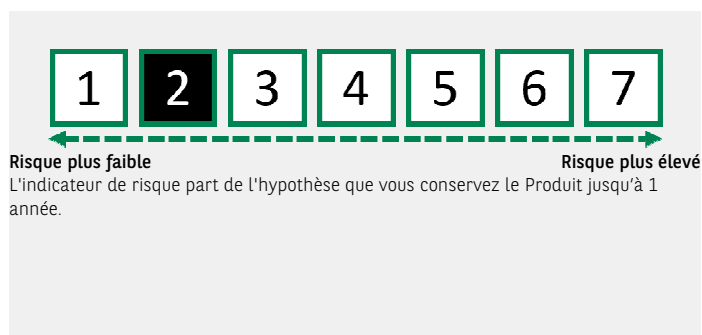 1 2 3 4 5 6 7
Risque plus faible Risque plus élevé
L'indicateur de risque part de l'hypothèse que vous conservez le Produit jusqu’à 1
année.